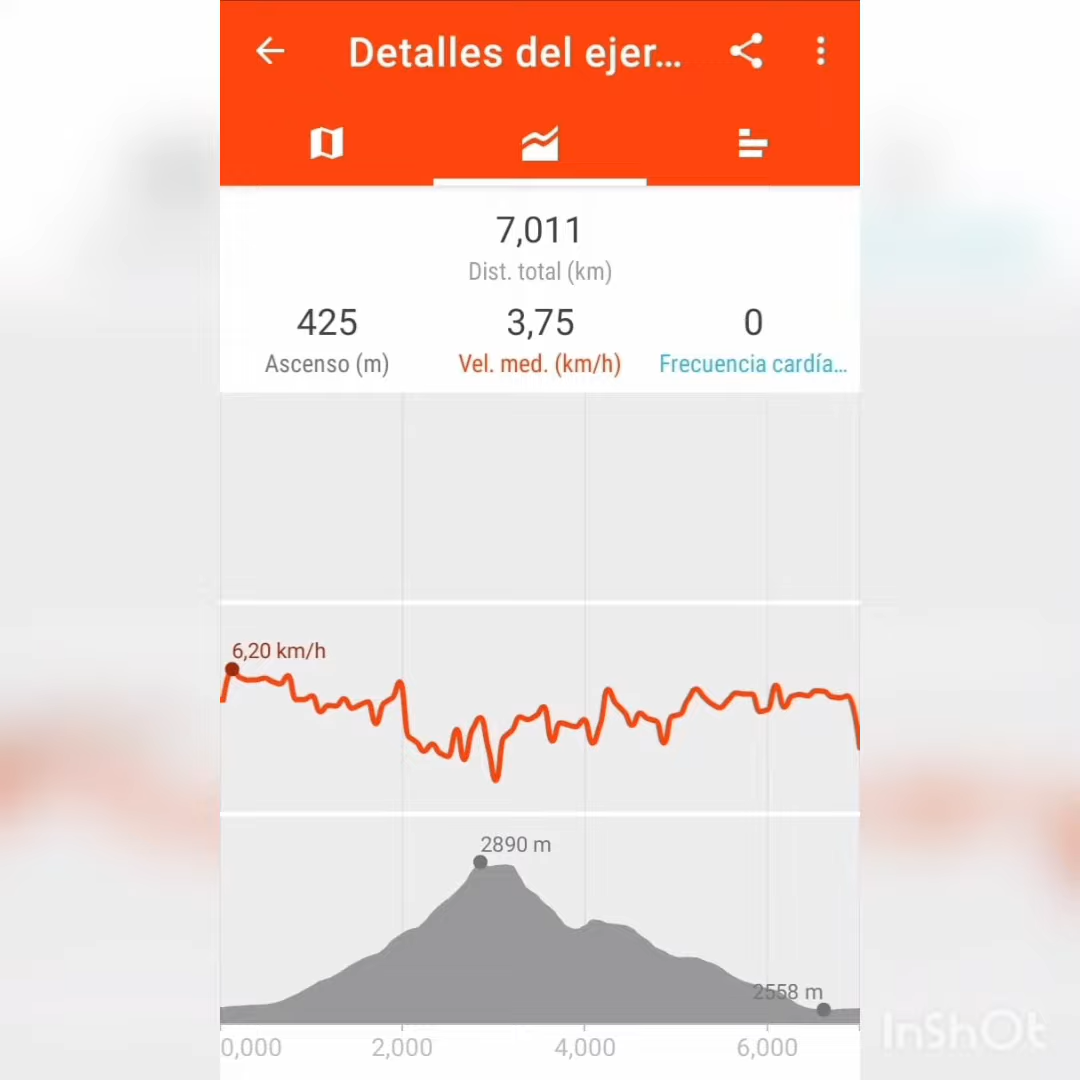 Detalles del ejer...
7,011
Dist. total (km)
425
3,75
0
Ascenso (m)
Vel. med. (km/h)
Frecuencia cardía...
6,20 km/h
2890 m
2558 m
0,000
2,000
4,000
6,000
InShOt